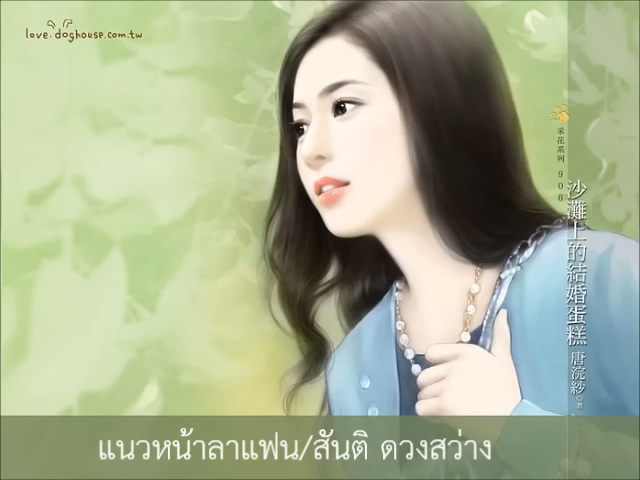 love.doghouse.com.tw
采花系列 906
沙灘上的結婚蛋糕
唐浣紗 著
แนวหน้าลาแฟน/สันติ ดวงสว่าง